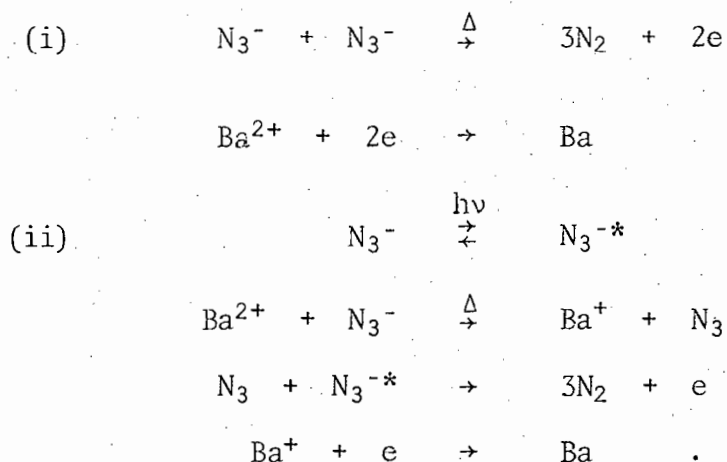 (i) N₃⁻ + N₃⁻ Δ→ 3N₂ + 2e
Ba²⁺ + 2e → Ba
(ii) N₃⁻ hν⇄ N₃⁻*
Ba²⁺ + N₃⁻ Δ→ Ba⁺ + N₃
N₃ + N₃⁻* → 3N₂ + e
Ba⁺ + e → Ba .